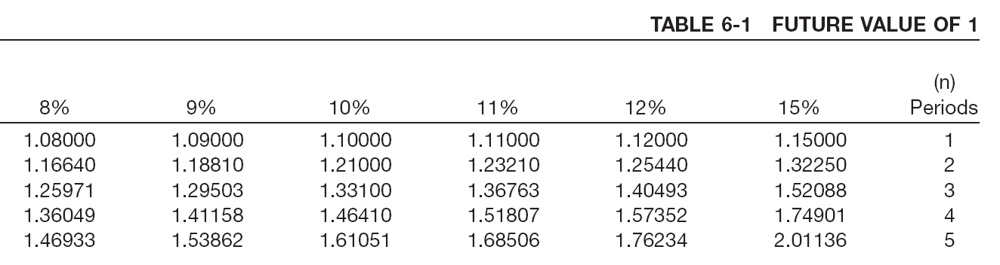 TABLE 6-1 FUTURE VALUE OF 1
(n)
8% 9% 10% 11% 12% 15% Periods
1.08000 1.09000 1.10000 1.11000 1.12000 1.15000 1
1.16640 1.18810 1.21000 1.23210 1.25440 1.32250 2
1.25971 1.29503 1.33100 1.36763 1.40493 1.52088 3
1.36049 1.41158 1.46410 1.51807 1.57352 1.74901 4
1.46933 1.53862 1.61051 1.68506 1.76234 2.01136 5